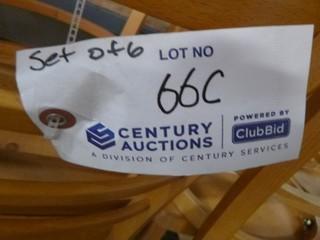 Set of 6 LOT NO
66C
CENTURY AUCTIONS
POWERED BY
ClubBid
A DIVISION OF CENTURY SERVICES